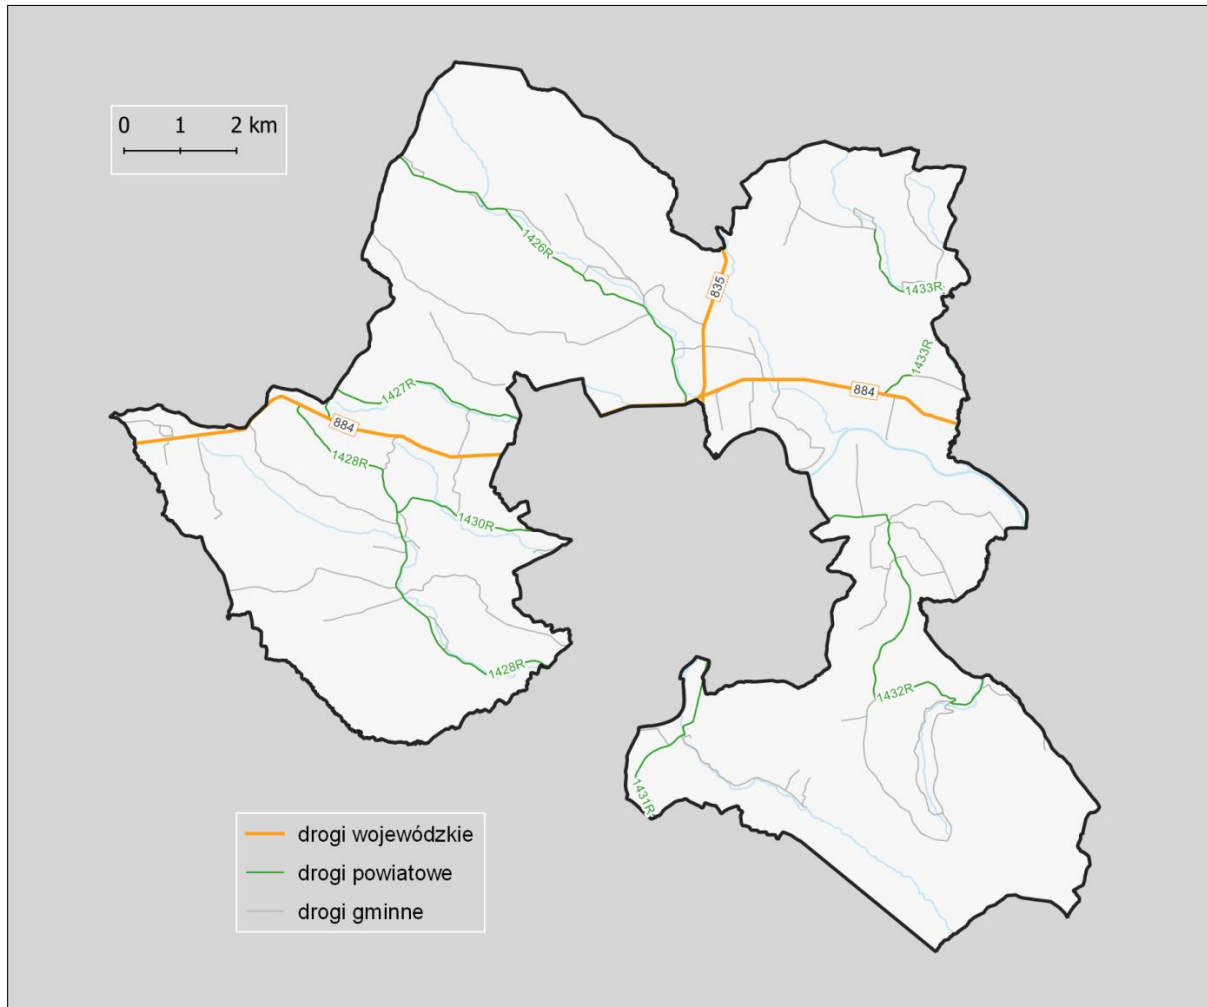 0 1 2 km
1426R
835
1433R
1433R
1427R
884
884
1428R
1430R
1428R
1432R
1431R
drogi wojewódzkie
drogi powiatowe
drogi gminne